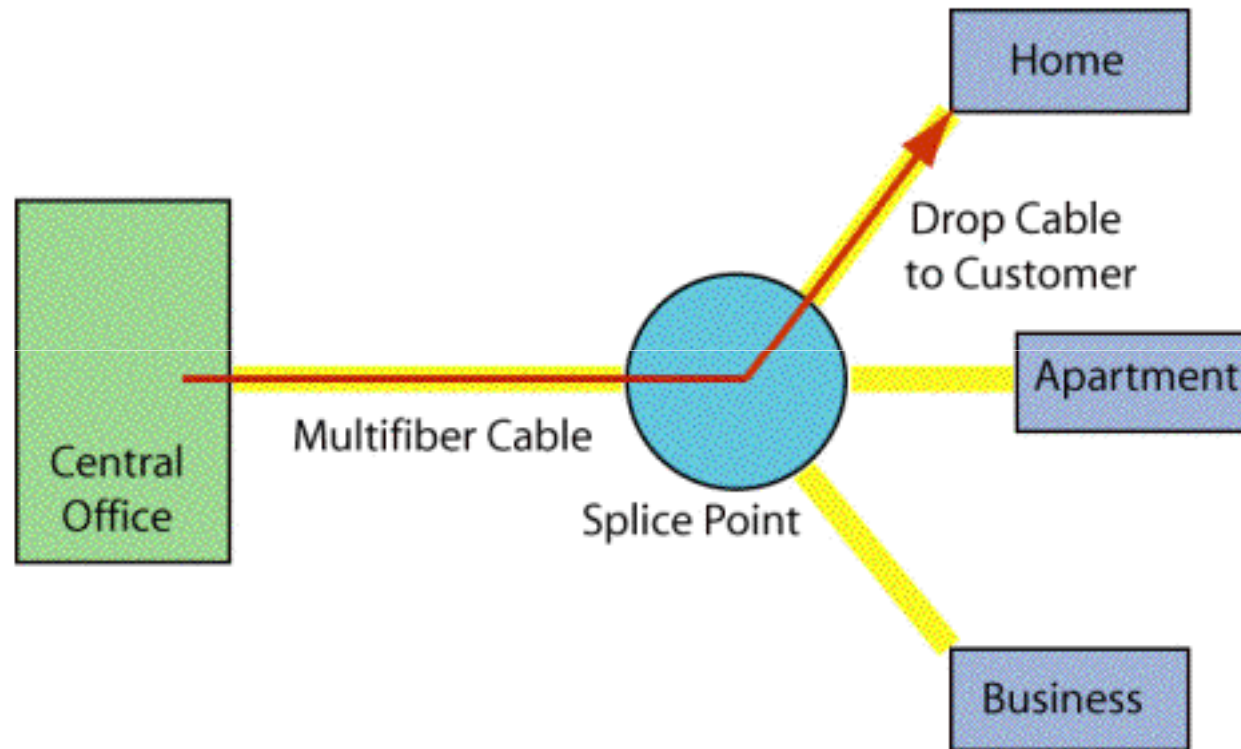 Home
Drop Cable
to Customer
Apartment
Multifiber Cable
Central
Office
Splice Point
Business